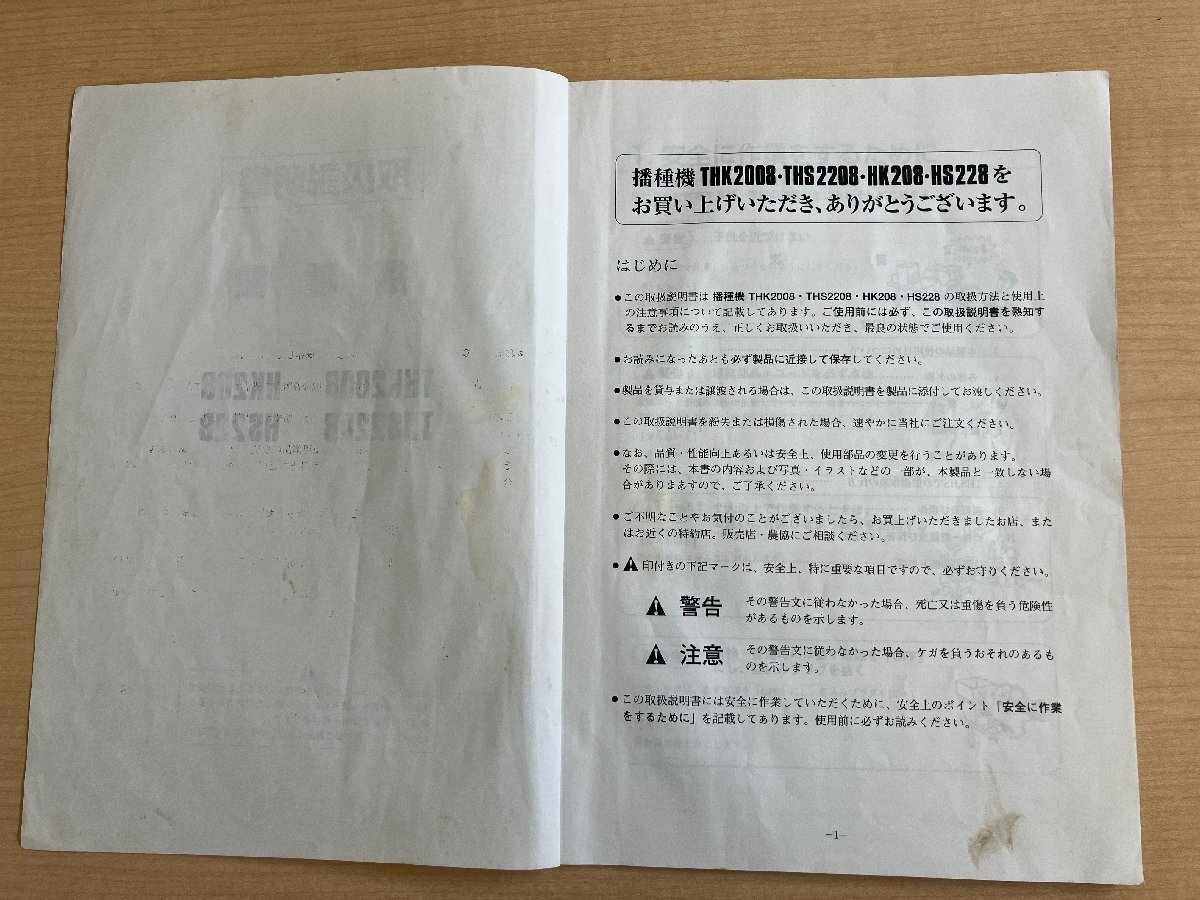 播種機 THK2008・THS2208・HK208・HS228を
お買い上げいただき、ありがとうございます。
はじめに
●この取扱説明書は 播種機 THK2008・THS2208・HK208・HS228 の取扱方法と使用上
の注意事項について記載してあります。ご使用前には必ず、この取扱説明書を熟知す
るまでお読みのうえ、正しくお取扱いいただき、最良の状態でご使用ください。
●お読みになったあとも必ず製品に近接して保存してください。
●製品を貸与または譲渡される場合は、この取扱説明書を製品に添付してお渡しください。
●この取扱説明書を紛失または損傷された場合、速やかに当社にご注文ください。
●なお、品質・性能向上あるいは安全上、使用部品の変更を行うことがあります。
その際には、本書の内容および写真・イラストなどの一部が、本製品と一致しない場
合がありまあすので、ご了承ください。
●ご不明なことやお気付のことがございましたら、お買上げいただきましたお店、また
はお近くの特約店。販売店・農協にご相談ください。
●⚠印付きの下記マークは、安全上、特に重要な項目ですので、必ずお守りください。
⚠ 警告 その警告文に従わなかった場合、死亡又は重傷を負う危険性
があるものを示します。
⚠ 注意 その警告文に従わなかった場合、ケガを負うおそれのあるも
のを示します。
●この取扱説明書には安全に作業していただくために、安全上のポイント「安全に作業
をするために」を記載してあります。使用前に必ずお読みください。
−1−